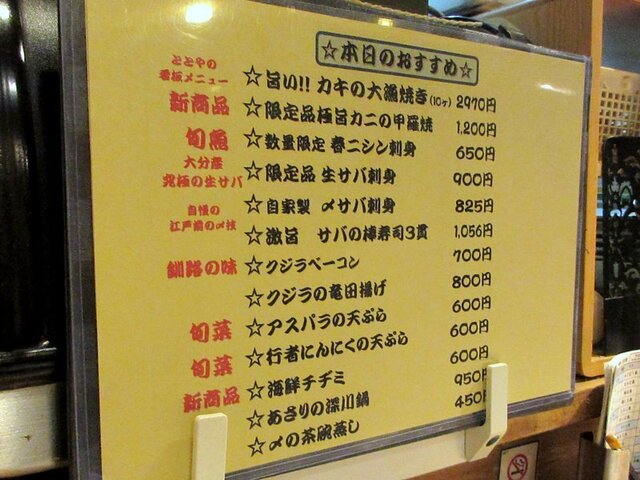 ☆本日のおすすめ☆
ととやの
看板メニュー ☆旨い!! カキの大漁焼き(10ヶ) 2970円
新商品 ☆限定品極旨カニの甲羅焼 1,200円
旬魚 ☆数量限定 春ニシン刺身 650円
大分産
究極の生サバ ☆限定品 生サバ刺身 900円
☆自家製 〆サバ刺身 825円
自慢の
江戸前の〆技 ☆激旨 サバの棒寿司3貫 1,056円
釧路の味 ☆クジラベーコン 700円
☆クジラの竜田揚げ 800円
旬菜 ☆アスパラの天ぷら 600円
旬菜 ☆行者にんにくの天ぷら 600円
新商品 ☆海鮮チヂミ 600円
☆あさりの深川鍋 950円
☆〆の茶碗蒸し 450円